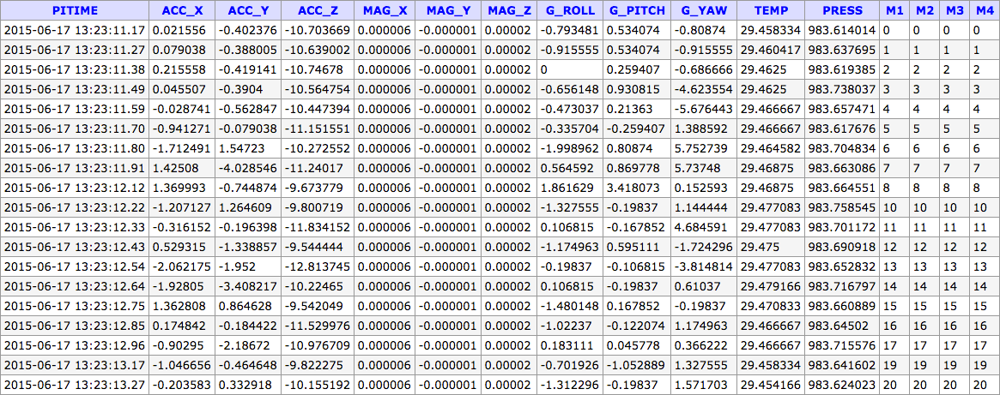 PITIME ACC_X ACC_Y ACC_Z MAG_X MAG_Y MAG_Z G_ROLL G_PITCH G_YAW TEMP PRESS M1 M2 M3 M4
2015-06-17 13:23:11.17 0.021556 -0.402376 -10.703669 0.000006 -0.000001 0.00002 -0.793481 0.534074 -0.80874 29.458334 983.614014 0 0 0 0
2015-06-17 13:23:11.27 0.079038 -0.388005 -10.639002 0.000006 -0.000001 0.00002 -0.915555 0.534074 -0.915555 29.460417 983.637695 1 1 1 1
2015-06-17 13:23:11.38 0.215558 -0.419141 -10.74678 0.000006 -0.000001 0.00002 0 0.259407 -0.686666 29.4625 983.619385 2 2 2 2
2015-06-17 13:23:11.49 0.045507 -0.3904 -10.564754 0.000006 -0.000001 0.00002 -0.656148 0.930815 -4.623554 29.4625 983.738037 3 3 3 3
2015-06-17 13:23:11.59 -0.028741 -0.562847 -10.447394 0.000006 -0.000001 0.00002 -0.473037 0.21363 -5.676443 29.466667 983.657471 4 4 4 4
2015-06-17 13:23:11.70 -0.941271 -0.079038 -11.151551 0.000006 -0.000001 0.00002 -0.335704 -0.259407 1.388592 29.466667 983.617676 5 5 5 5
2015-06-17 13:23:11.80 -1.712491 1.54723 -10.272552 0.000006 -0.000001 0.00002 -1.998962 0.80874 5.752739 29.464582 983.704834 6 6 6 6
2015-06-17 13:23:11.91 1.42508 -4.028546 -11.24017 0.000006 -0.000001 0.00002 0.564592 0.869778 5.73748 29.46875 983.663086 7 7 7 7
2015-06-17 13:23:12.12 1.369993 -0.744874 -9.673779 0.000006 -0.000001 0.00002 1.861629 3.418073 0.152593 29.46875 983.664551 8 8 8 8
2015-06-17 13:23:12.22 -1.207127 1.264609 -9.800719 0.000006 -0.000001 0.00002 -1.327555 -0.19837 1.144444 29.477083 983.758545 10 10 10 10
2015-06-17 13:23:12.33 -0.316152 -0.196398 -11.834152 0.000006 -0.000001 0.00002 0.106815 -0.167852 4.684591 29.477083 983.701172 11 11 11 11
2015-06-17 13:23:12.43 0.529315 -1.338857 -9.544444 0.000006 -0.000001 0.00002 -1.174963 0.595111 -1.724296 29.475 983.690918 12 12 12 12
2015-06-17 13:23:12.54 -2.062175 -1.952 -12.813745 0.000006 -0.000001 0.00002 -0.19837 -0.106815 -3.814814 29.477083 983.652832 13 13 13 13
2015-06-17 13:23:12.64 -1.92805 -3.408217 -10.22465 0.000006 -0.000001 0.00002 0.106815 -0.19837 0.61037 29.479166 983.716797 14 14 14 14
2015-06-17 13:23:12.75 1.362808 0.864628 -9.542049 0.000006 -0.000001 0.00002 -1.480148 0.167852 -0.19837 29.470833 983.660889 15 15 15 15
2015-06-17 13:23:12.85 0.174842 -0.184422 -11.529976 0.000006 -0.000001 0.00002 -1.02237 -0.122074 1.174963 29.466667 983.64502 16 16 16 16
2015-06-17 13:23:12.96 -0.90295 -2.18672 -10.976709 0.000006 -0.000001 0.00002 0.183111 0.045778 0.366222 29.466667 983.715576 17 17 17 17
2015-06-17 13:23:13.17 -1.046656 -0.464648 -9.822275 0.000006 -0.000001 0.00002 -0.701926 -1.052889 1.327555 29.458334 983.641602 19 19 19 19
2015-06-17 13:23:13.27 -0.203583 0.332918 -10.155192 0.000006 -0.000001 0.00002 -1.312296 -0.19837 1.571703 29.454166 983.624023 20 20 20 20